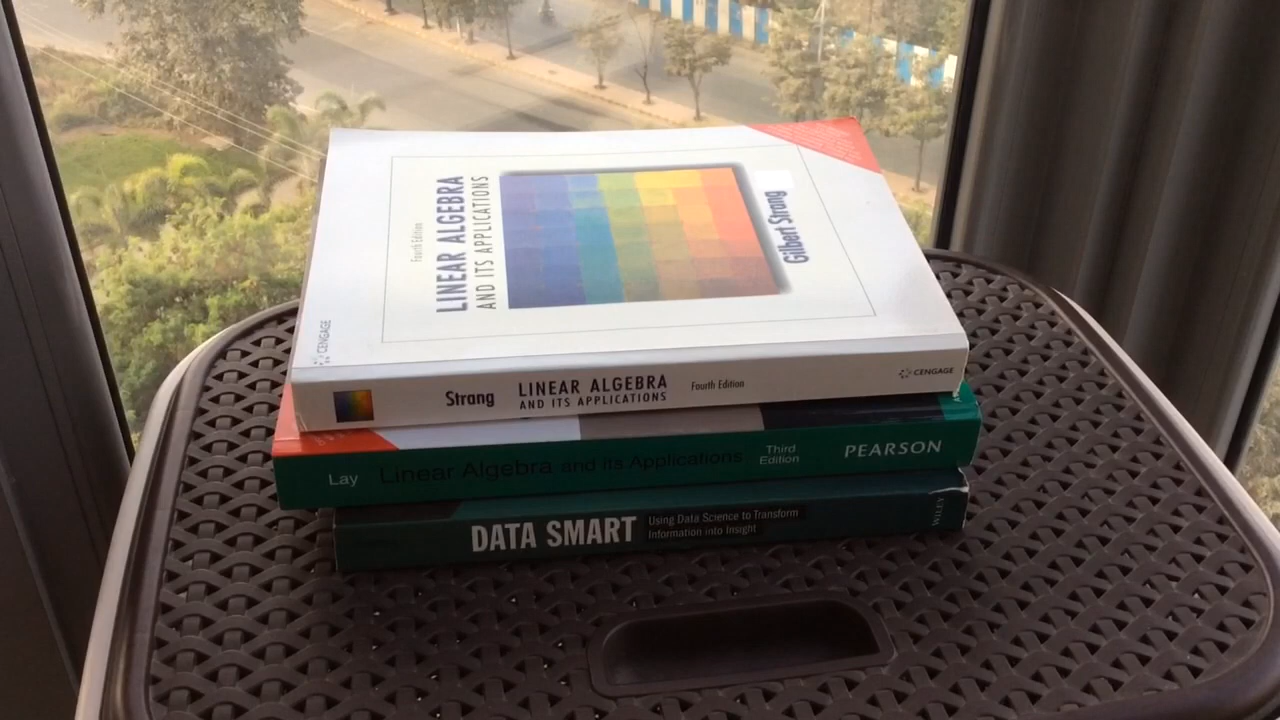 Fourth Edition
LINEAR ALGEBRA
AND ITS APPLICATIONS
Gilbert Strang
CENGAGE
Strang
LINEAR ALGEBRA
AND ITS APPLICATIONS
Fourth Edition
CENGAGE
Lay
Linear Algebra and its Applications
Third
Edition
PEARSON
DATA SMART
Using Data Science to Transform
Information into Insight
WILEY